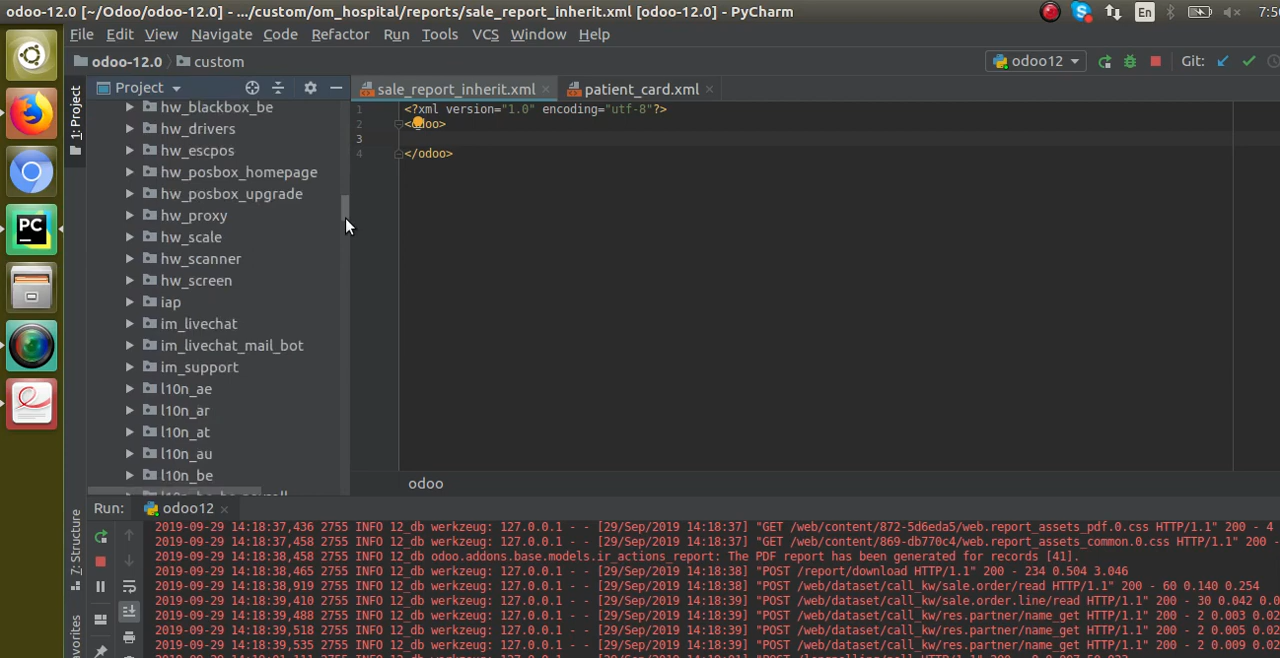 odoo-12.0 [~/Odoo/odoo-12.0] - .../custom/om_hospital/reports/sale_report_inherit.xml [odoo-12.0] - PyCharm
En
7:5
File Edit View Navigate Code Refactor Run Tools VCS Window Help
odoo-12.0 custom
odoo12
Git:
1: Project
Project
sale_report_inherit.xml
patient_card.xml
hw_blackbox_be
hw_drivers
hw_escpos
hw_posbox_homepage
hw_posbox_upgrade
hw_proxy
hw_scale
hw_scanner
hw_screen
iap
im_livechat
im_livechat_mail_bot
im_support
l10n_ae
l10n_ar
l10n_at
l10n_au
l10n_be
1 <?xml version="1.0" encoding="utf-8"?>
2 <odoo>
3
4 </odoo>
odoo
PC
7: Structure
Run: odoo12
2019-09-29 14:18:37,436 2755 INFO 12_db werkzeug: 127.0.0.1 - - [29/Sep/2019 14:18:37] "GET /web/content/872-5d6eda5/web.report_assets_pdf.0.css HTTP/1.1" 200 - 4
2019-09-29 14:18:37,458 2755 INFO 12_db werkzeug: 127.0.0.1 - - [29/Sep/2019 14:18:37] "GET /web/content/869-db770c4/web.report_assets_common.0.css HTTP/1.1" 200 -
2019-09-29 14:18:38,458 2755 INFO 12_db odoo.addons.base.models.ir_actions_report: The PDF report has been generated for records [41].
2019-09-29 14:18:38,465 2755 INFO 12_db werkzeug: 127.0.0.1 - - [29/Sep/2019 14:18:38] "POST /report/download HTTP/1.1" 200 - 234 0.504 3.046
2019-09-29 14:18:38,919 2755 INFO 12_db werkzeug: 127.0.0.1 - - [29/Sep/2019 14:18:38] "POST /web/dataset/call_kw/sale.order/read HTTP/1.1" 200 - 60 0.140 0.254
2019-09-29 14:18:39,410 2755 INFO 12_db werkzeug: 127.0.0.1 - - [29/Sep/2019 14:18:39] "POST /web/dataset/call_kw/sale.order.line/read HTTP/1.1" 200 - 30 0.042 0.0
2019-09-29 14:18:39,488 2755 INFO 12_db werkzeug: 127.0.0.1 - - [29/Sep/2019 14:18:39] "POST /web/dataset/call_kw/res.partner/name_get HTTP/1.1" 200 - 2 0.003 0.02
2019-09-29 14:18:39,518 2755 INFO 12_db werkzeug: 127.0.0.1 - - [29/Sep/2019 14:18:39] "POST /web/dataset/call_kw/res.partner/name_get HTTP/1.1" 200 - 2 0.005 0.02
2019-09-29 14:18:39,535 2755 INFO 12_db werkzeug: 127.0.0.1 - - [29/Sep/2019 14:18:39] "POST /web/dataset/call_kw/res.partner/name_get HTTP/1.1" 200 - 2 0.009 0.02